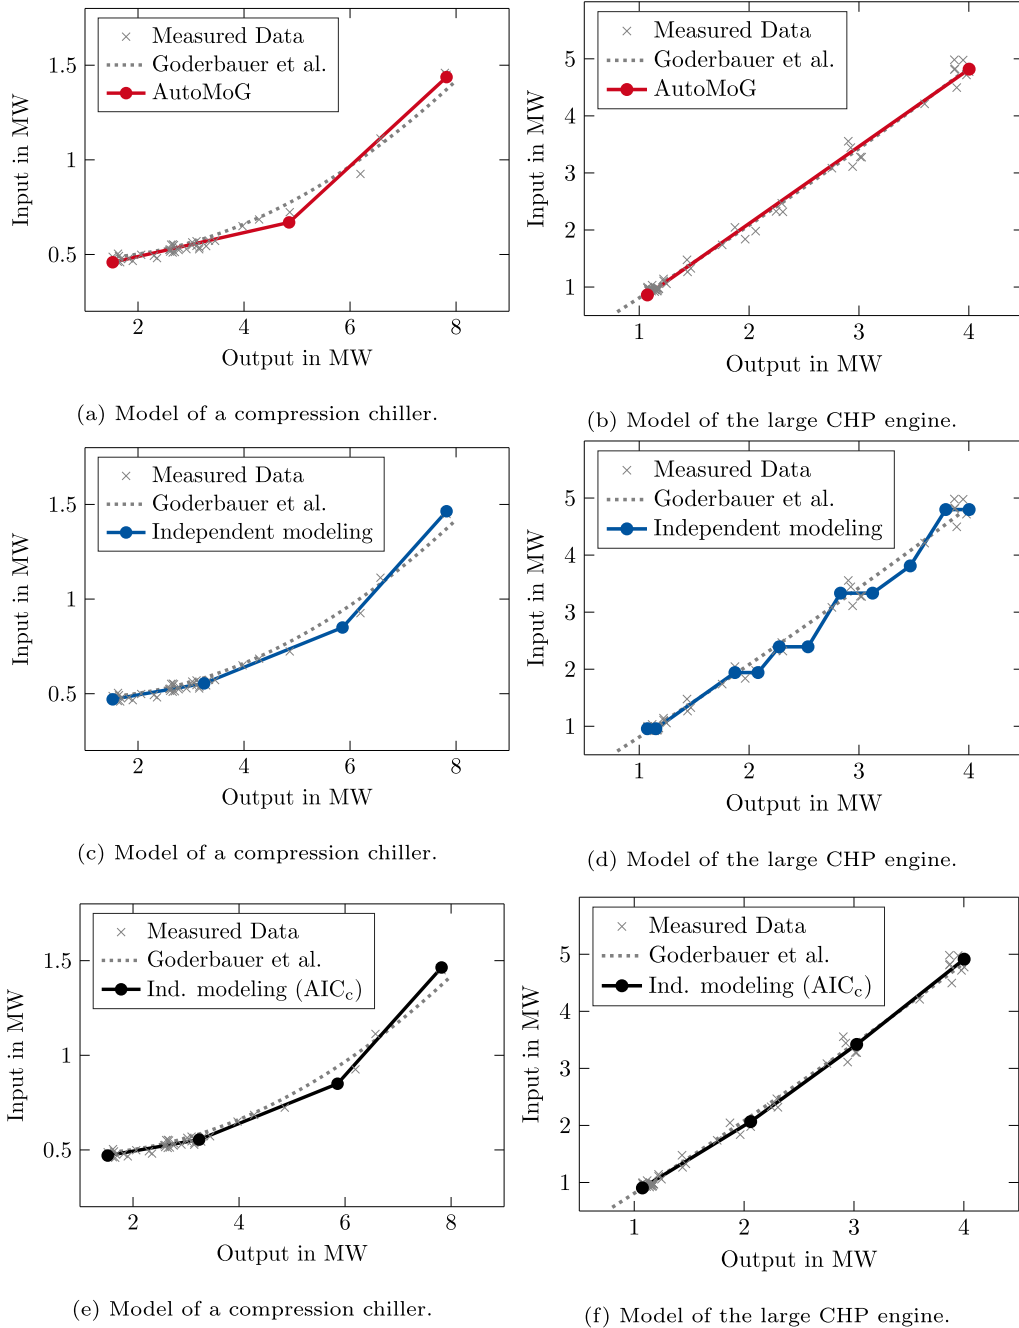 Measured Data
Goderbauer et al.
AutoMoG
1.5
1
0.5
Input in MW
2 4 6 8
Output in MW
(a) Model of a compression chiller.
Measured Data
Goderbauer et al.
AutoMoG
5
4
3
2
1
Input in MW
1 2 3 4
Output in MW
(b) Model of the large CHP engine.
Measured Data
Goderbauer et al.
Independent modeling
1.5
1
0.5
Input in MW
2 4 6 8
Output in MW
(c) Model of a compression chiller.
Measured Data
Goderbauer et al.
Independent modeling
5
4
3
2
1
Input in MW
1 2 3 4
Output in MW
(d) Model of the large CHP engine.
Measured Data
Goderbauer et al.
Ind. modeling (AICc)
1.5
1
0.5
Input in MW
2 4 6 8
Output in MW
(e) Model of a compression chiller.
Measured Data
Goderbauer et al.
Ind. modeling (AICc)
5
4
3
2
1
Input in MW
1 2 3 4
Output in MW
(f) Model of the large CHP engine.